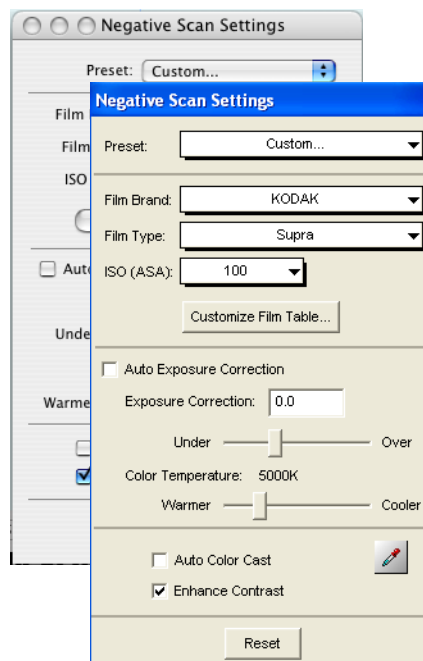 Negative Scan Settings
Preset: Custom...
Film
Film
ISO
Auto
Unde
Warme
Negative Scan Settings
Preset: Custom...
Film Brand: KODAK
Film Type: Supra
ISO (ASA): 100
Customize Film Table...
Auto Exposure Correction
Exposure Correction: 0.0
Under Over
Color Temperature: 5000K
Warmer Cooler
Auto Color Cast
Enhance Contrast
Reset